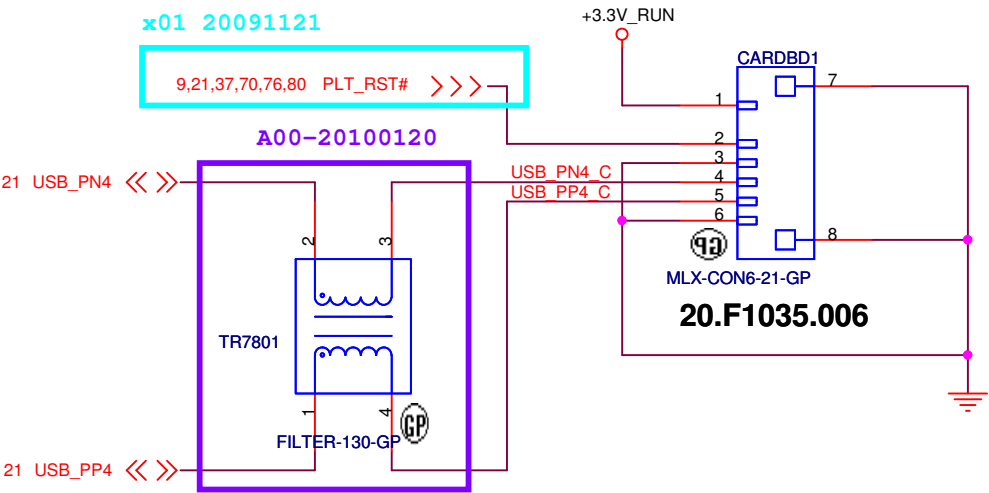 x01 20091121
+3.3V_RUN
9,21,37,70,76,80 PLT_RST#
CARDBD1
7
1
2
3
4
5
6
8
A00-20100120
21 USB_PN4
USB_PN4_C
USB_PP4_C
GP
MLX-CON6-21-GP
20.F1035.006
2
3
TR7801
1
4
GP
FILTER-130-GP
21 USB_PP4